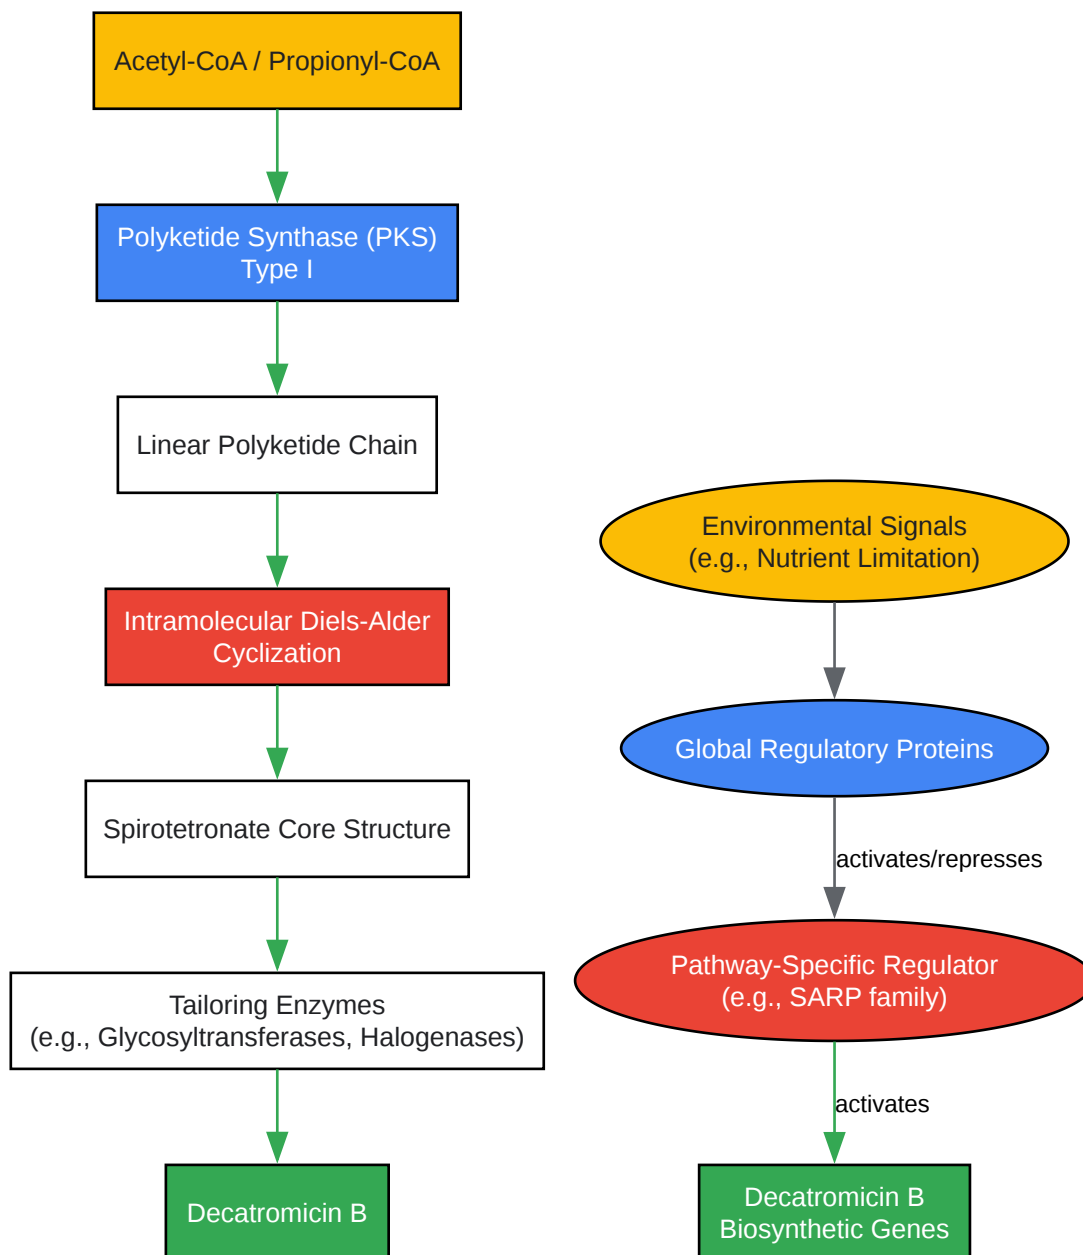 Acetyl-CoA / Propionyl-CoA
Polyketide Synthase (PKS)
Type I
Linear Polyketide Chain
Intramolecular Diels-Alder
Cyclization
Spirotetronate Core Structure
Tailoring Enzymes
(e.g., Glycosyltransferases, Halogenases)
Decatromicin B
Environmental Signals
(e.g., Nutrient Limitation)
Global Regulatory Proteins
activates/represses
Pathway-Specific Regulator
(e.g., SARP family)
activates
Decatromicin B
Biosynthetic Genes